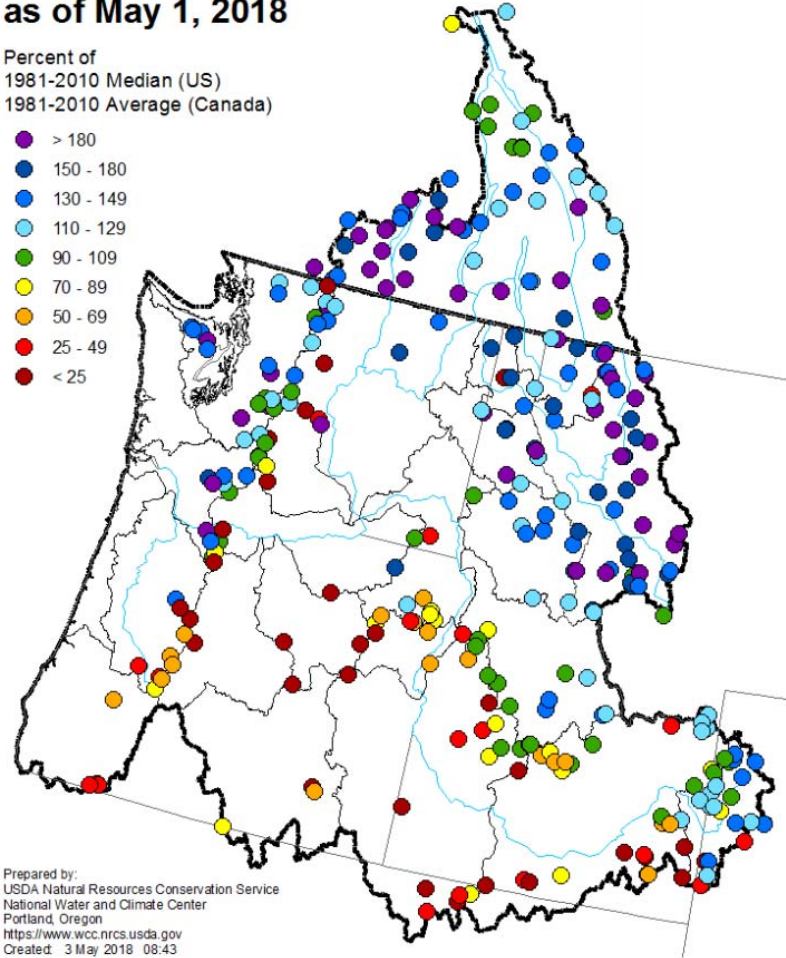 as of May 1, 2018
Percent of
1981-2010 Median (US)
1981-2010 Average (Canada)
> 180
150 - 180
130 - 149
110 - 129
90 - 109
70 - 89
50 - 69
25 - 49
< 25
Prepared by:
USDA Natural Resources Conservation Service
National Water and Climate Center
Portland, Oregon
https://www.wcc.nrcs.usda.gov
Created: 3 May 2018 08:43